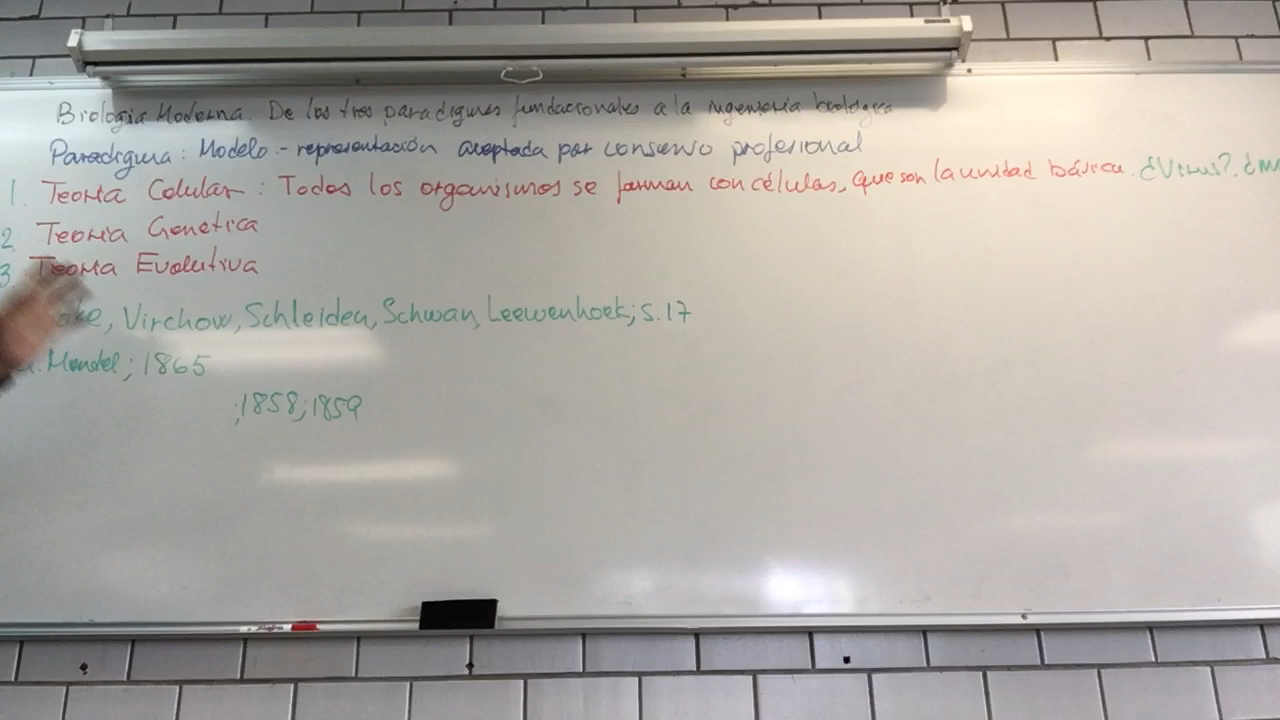 Biología Moderna. De los tres paradigmas fundacionales a la ingeniería biológica
Paradigma: Modelo - representación aceptada por consenso profesional
1. Teoría Celular: Todos los organismos se forman con células, que son la unidad básica. ¿Virus?,
2. Teoría Genética
3 Teoría Evolutiva
Virchow, Schleiden, Schwan, Leewenhoek; s. 17
Mendel; 1865
;1858; 1859